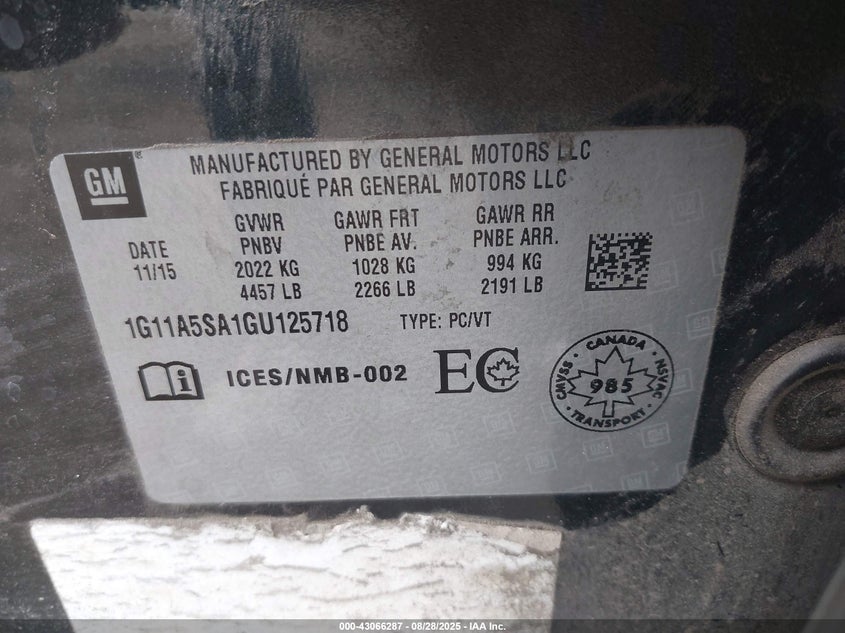 GM
MANUFACTURED BY GENERAL MOTORS LLC
FABRIQUÉ PAR GENERAL MOTORS LLC
DATE
11/15
GVWR
PNBV
2022 KG
4457 LB
GAWR FRT
PNBE AV.
1028 KG
2266 LB
GAWR RR
PNBE ARR.
994 KG
2191 LB
1G11A5SA1GU125718 TYPE: PC/VT
i ICES/NMB-002 EC
CANADA
CMVSS 985 NSVAC
TRANSPORT
000-43066287 - 08/28/2025 - IAA Inc.